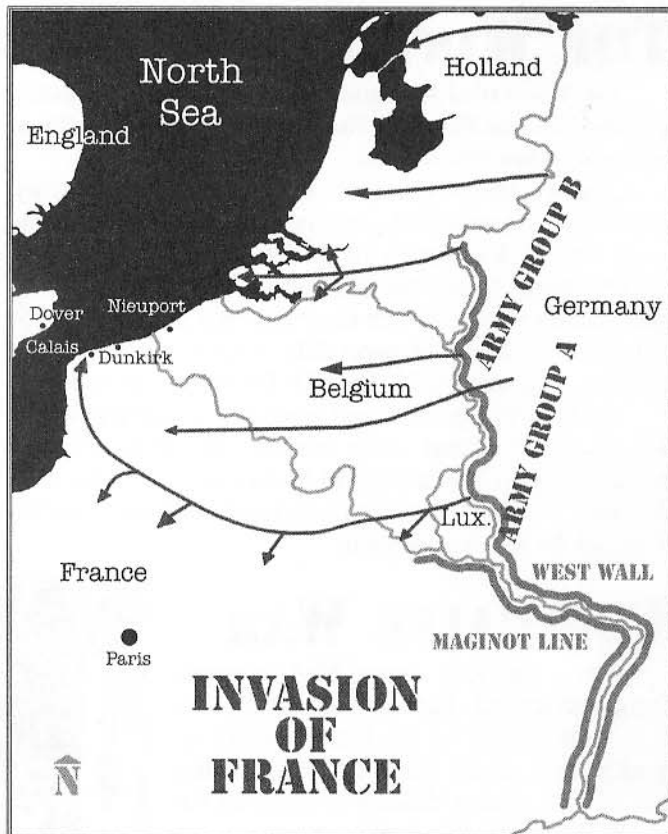 North
Sea
Holland
England
ARMY GROUP B
Germany
Dover
Nieuport
Calais
Dunkirk
Belgium
ARMY GROUP A
Lux.
France
WEST WALL
MAGINOT LINE
Paris
INVASION
OF
FRANCE
N